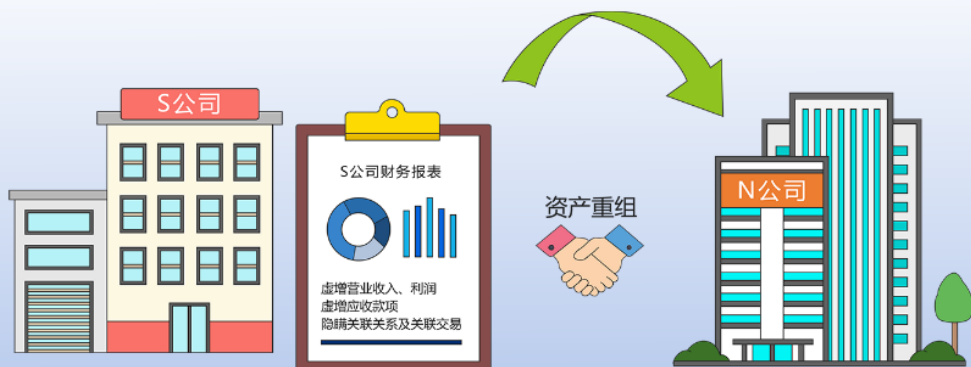 S公司
S公司财务报表
虚增营业收入、利润
虚增应收款项
隐瞒关联关系及关联交易
资产重组
N公司